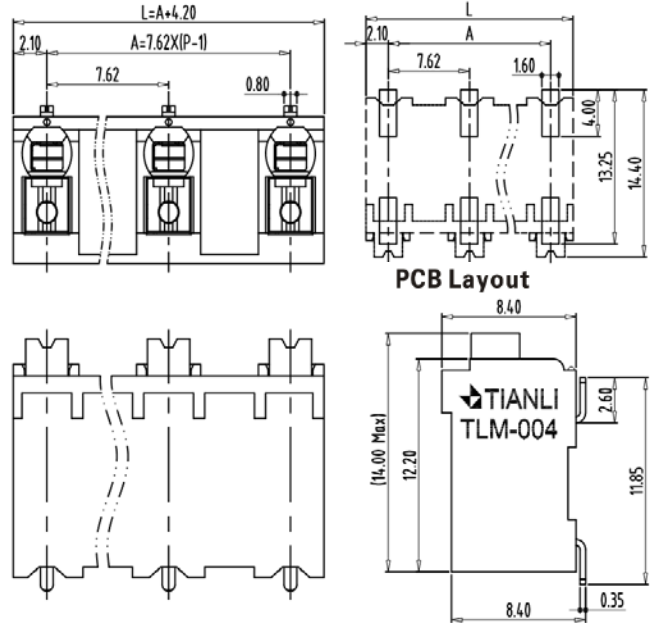 L=A+4.20
2.10
A=7.62X(P-1)
7.62
0.80
L
2.10
A
7.62
1.60
4.00
13.25
14.40
PCB Layout
8.40
(14.00 Max)
12.20
TIANLI
TLM-004
2.60
11.85
0.35
8.40